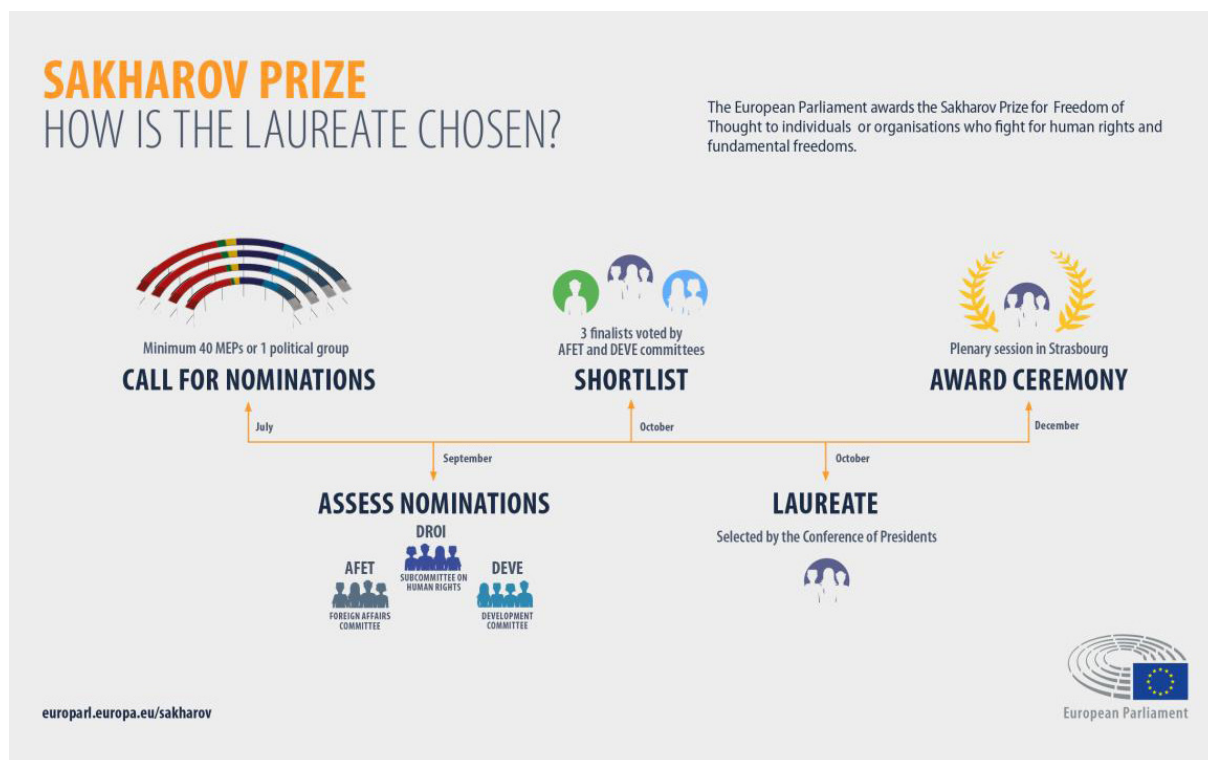 SAKHAROV PRIZE
HOW IS THE LAUREATE CHOSEN?
The European Parliament awards the Sakharov Prize for Freedom of
Thought to individuals or organisations who fight for human rights and
fundamental freedoms.
Minimum 40 MEPs or 1 political group
CALL FOR NOMINATIONS
July
September
ASSESS NOMINATIONS
DROI
SUBCOMMITTEE ON
HUMAN RIGHTS
AFET
FOREIGN AFFAIRS
COMMITTEE
DEVE
DEVELOPMENT
COMMITTEE
3 finalists voted by
AFET and DEVE committees
SHORTLIST
October
October
LAUREATE
Selected by the Conference of Presidents
Plenary session in Strasbourg
AWARD CEREMONY
December
europarl.europa.eu/sakharov
European Parliament